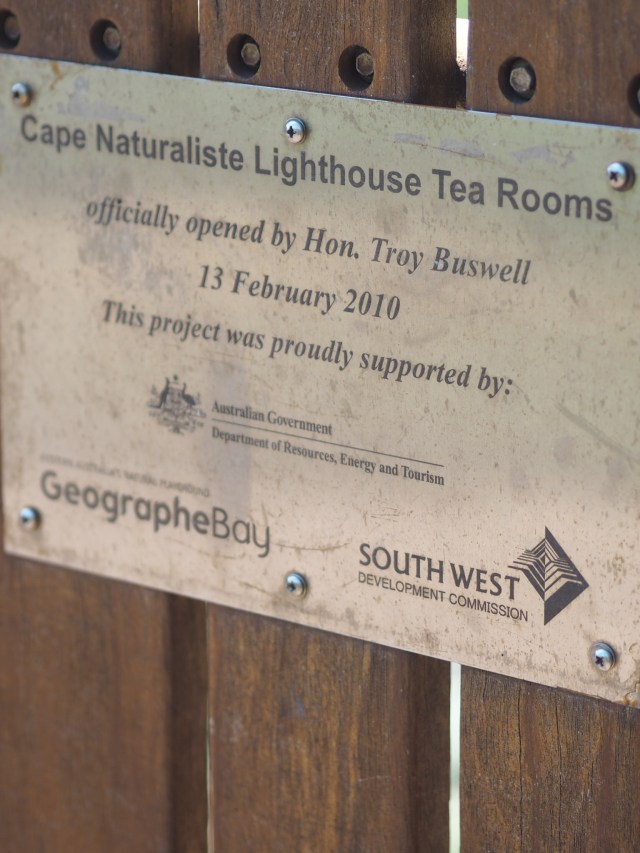 Cape Naturaliste Lighthouse Tea Rooms
officially opened by Hon. Troy Buswell
13 February 2010
This project was proudly supported by:
Australian Government
Department of Resources, Energy and Tourism
GeographeBay
SOUTH WEST
DEVELOPMENT COMMISSION